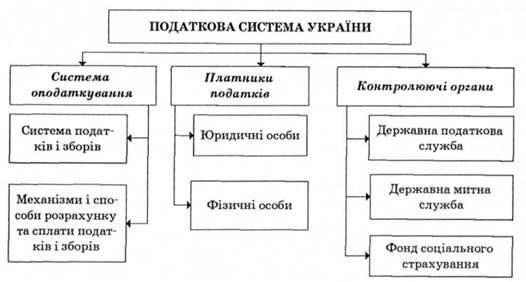 ПОДАТКОВА СИСТЕМА УКРАЇНИ
Система
оподаткування
Платники
податків
Контролюючі органи
Система подат-
ків і зборів
Механізми і спо-
соби розрахунку
та сплати подат-
ків і зборів
Юридичні особи
Фізичні особи
Державна податкова
служба
Державна митна
служба
Фонд соціального
страхування